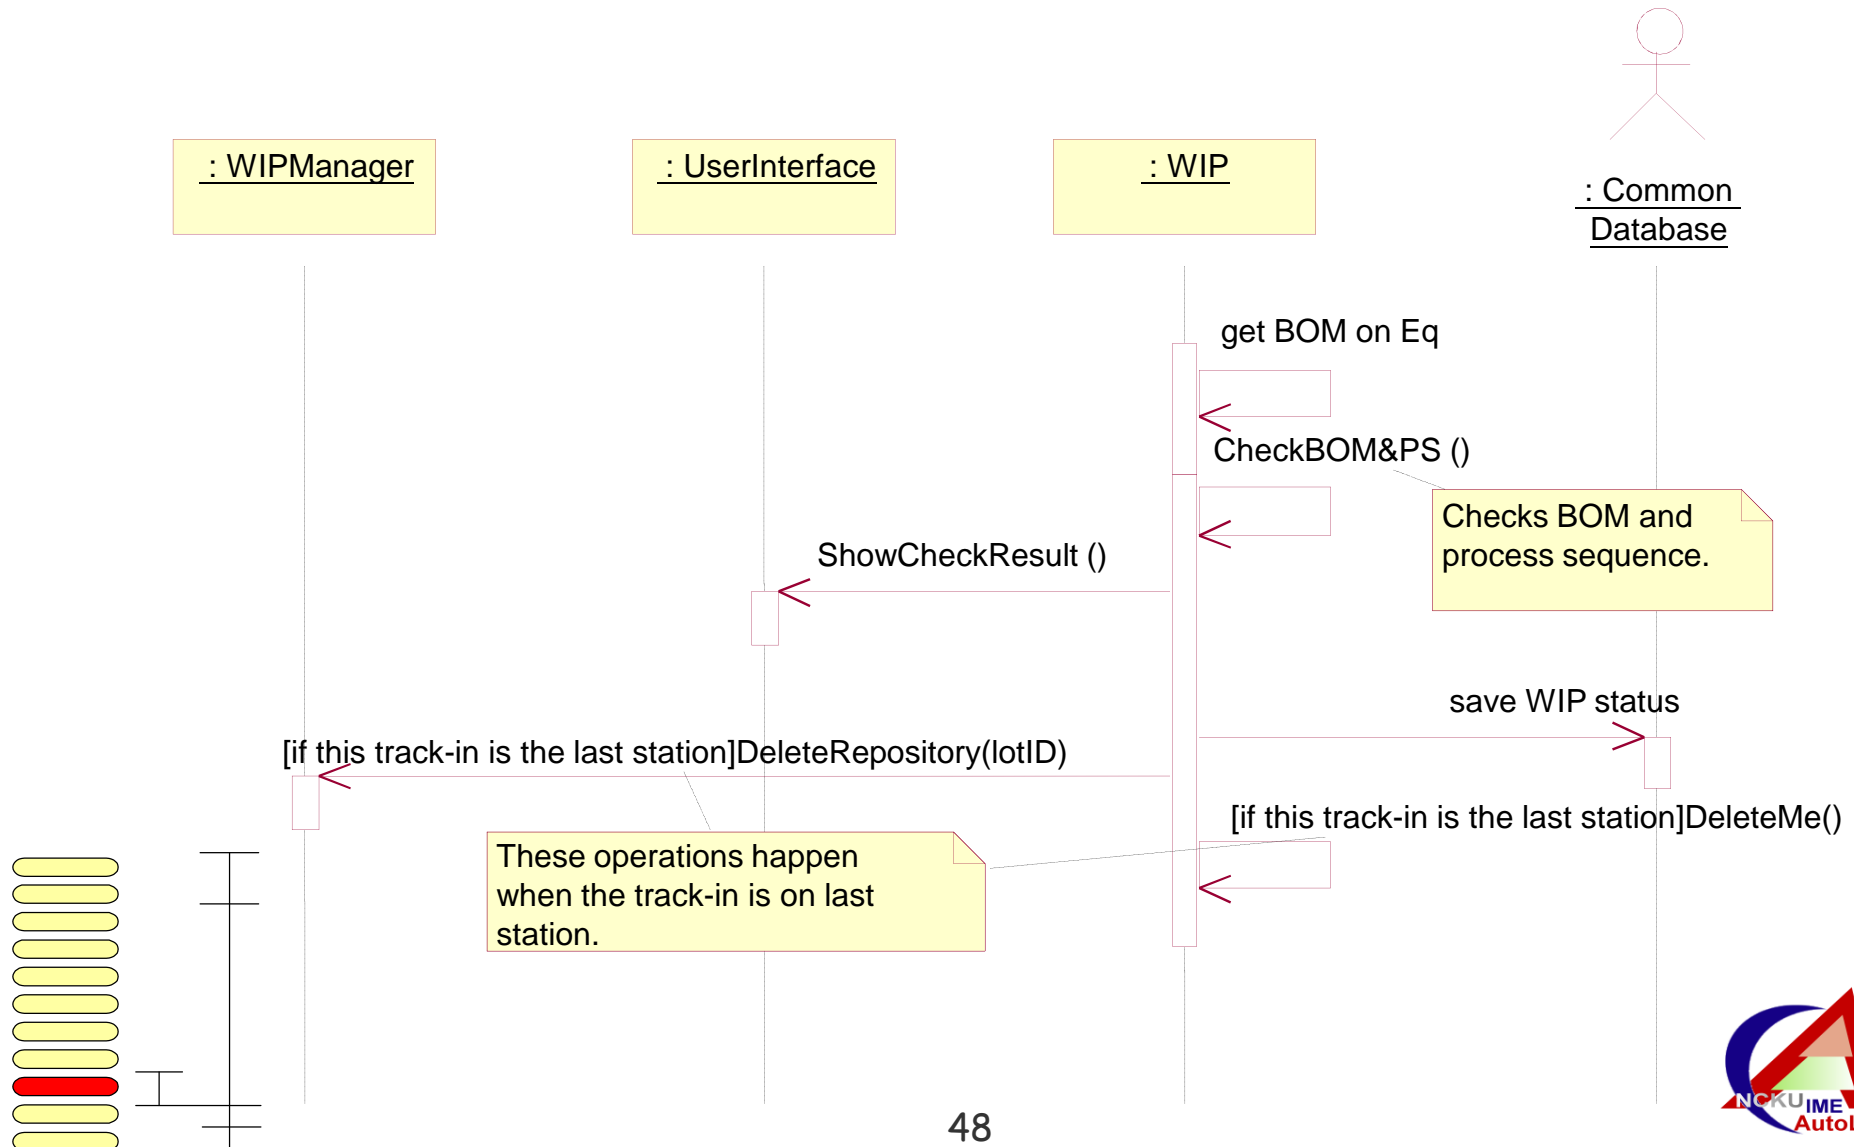 : WIPManager
: UserInterface
: WIP
: Common
Database
get BOM on Eq
CheckBOM&PS ()
Checks BOM and
process sequence.
ShowCheckResult ()
save WIP status
[if this track-in is the last station]DeleteRepository(lotID)
[if this track-in is the last station]DeleteMe()
These operations happen
when the track-in is on last
station.
48
NCKU IME